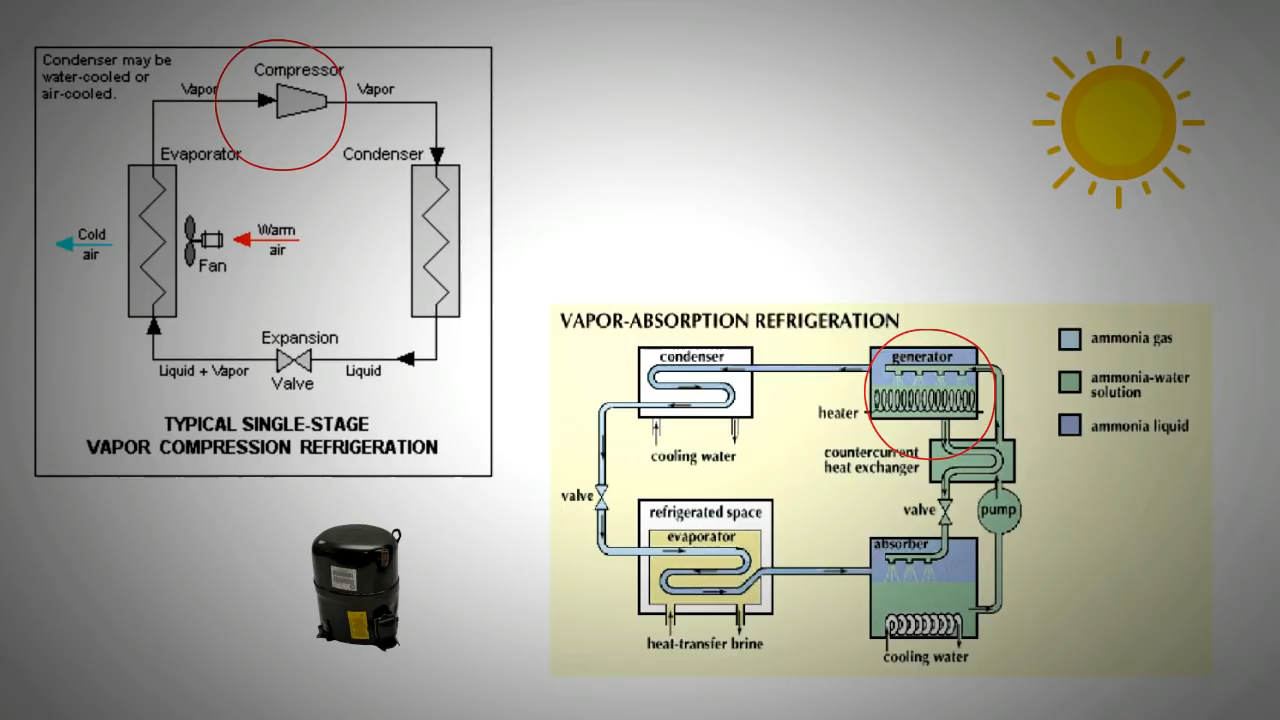 Condenser may be
water-cooled or
air-cooled.
Compressor
Vapor
Vapor
Evaporator
Condenser
Cold
air
Warm
air
Fan
Expansion
Valve
Liquid + Vapor
Liquid
TYPICAL SINGLE-STAGE
VAPOR COMPRESSION REFRIGERATION
VAPOR-ABSORPTION REFRIGERATION
condenser
generator
heater
cooling water
countercurrent
heat exchanger
valve
valve
pump
refrigerated space
evaporator
absorber
heat-transfer brine
cooling water
ammonia gas
ammonia-water
solution
ammonia liquid